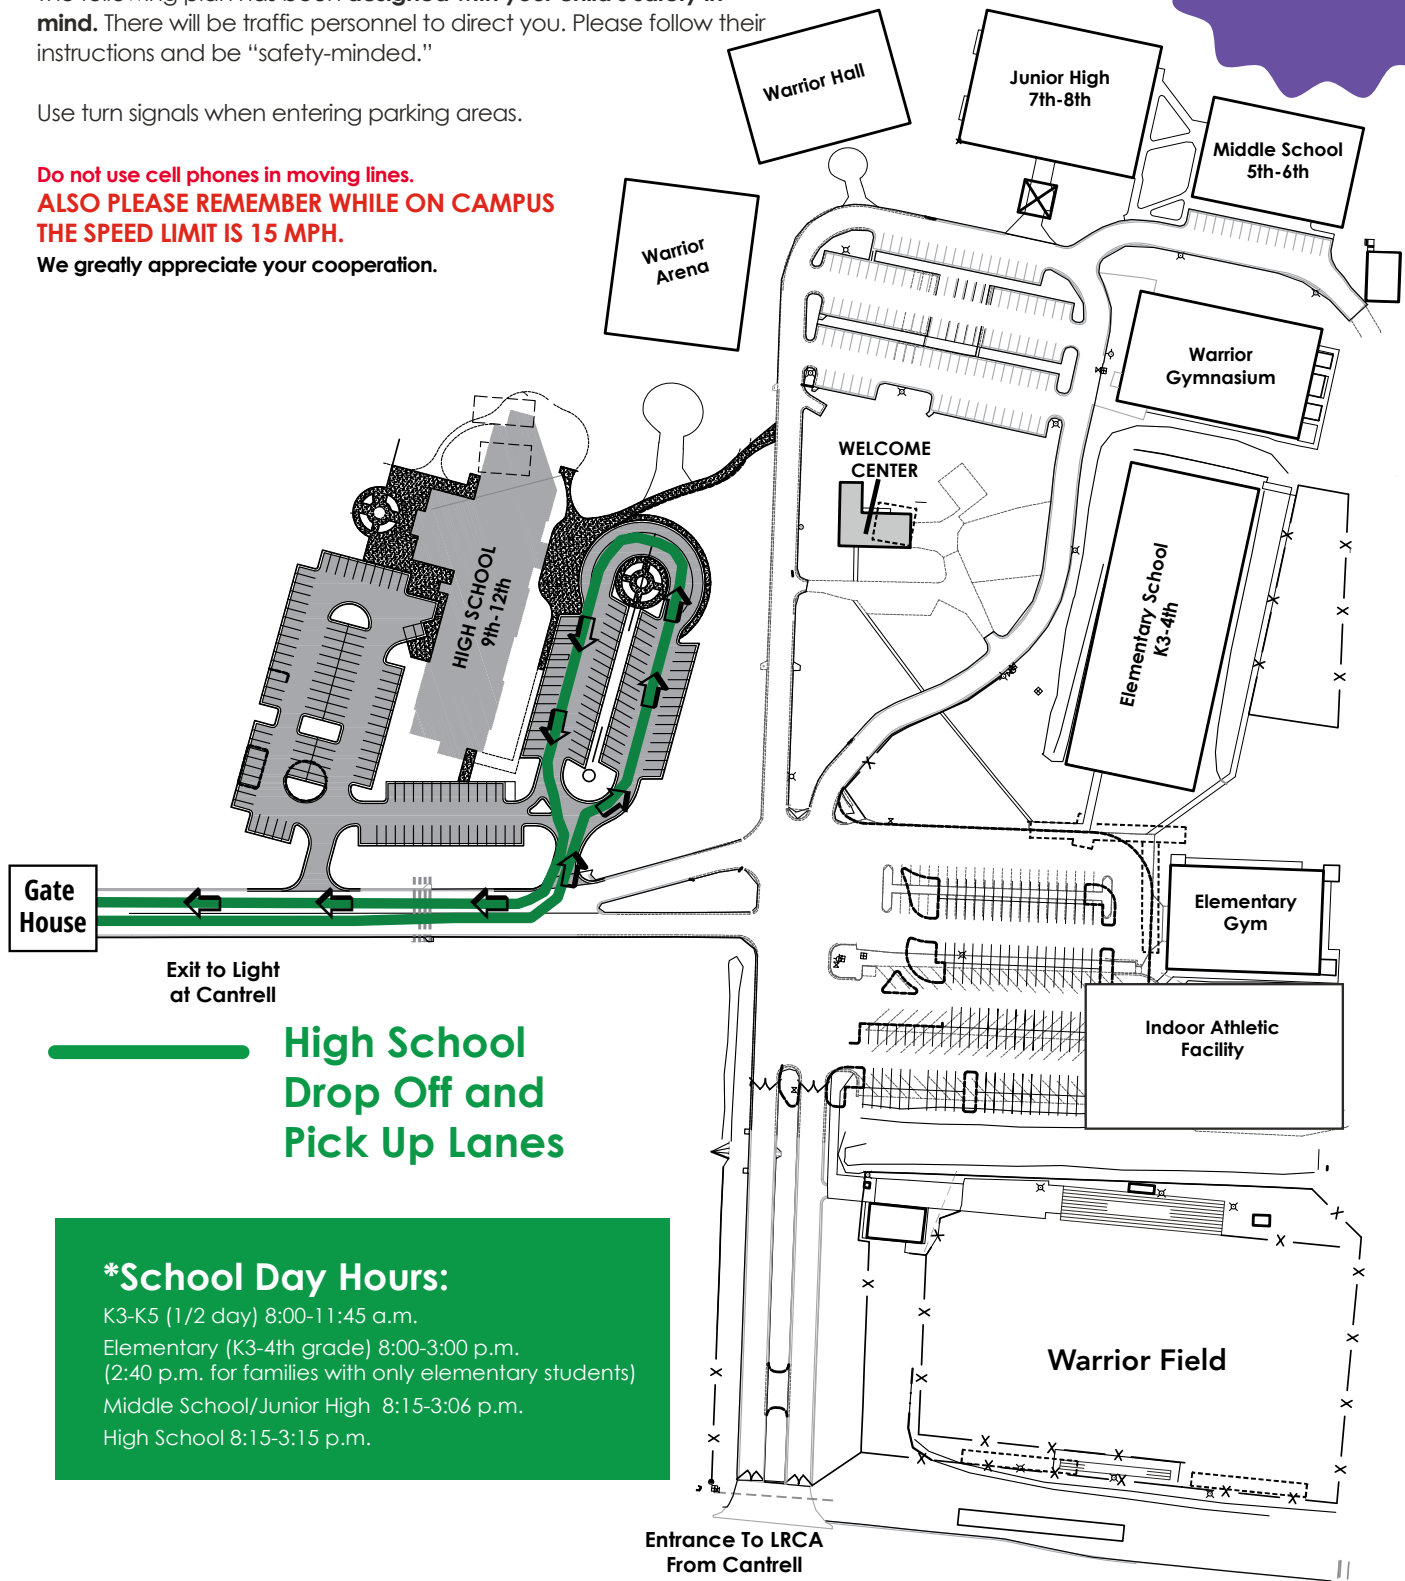 mind. There will be traffic personnel to direct you. Please follow their
instructions and be “safety-minded.”
Use turn signals when entering parking areas.
Do not use cell phones in moving lines.
ALSO PLEASE REMEMBER WHILE ON CAMPUS
THE SPEED LIMIT IS 15 MPH.
We greatly appreciate your cooperation.
Warrior Hall
Junior High
7th-8th
Middle School
5th-6th
Warrior
Arena
Warrior
Gymnasium
WELCOME
CENTER
HIGH SCHOOL
9th-12th
Elementary School
K3-4th
Gate
House
Elementary
Gym
Exit to Light
at Cantrell
Indoor Athletic
Facility
High School
Drop Off and
Pick Up Lanes
*School Day Hours:
K3-K5 (1/2 day) 8:00-11:45 a.m.
Elementary (K3-4th grade) 8:00-3:00 p.m.
(2:40 p.m. for families with only elementary students)
Middle School/Junior High 8:15-3:06 p.m.
High School 8:15-3:15 p.m.
Warrior Field
Entrance To LRCA
From Cantrell